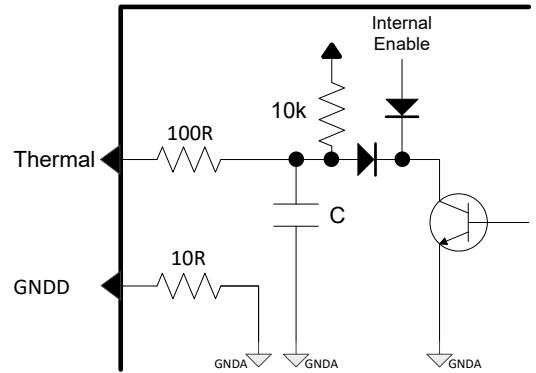 Internal
Enable
10k
100R
Thermal
C
10R
GNDD
GNDA
GNDA
GNDA